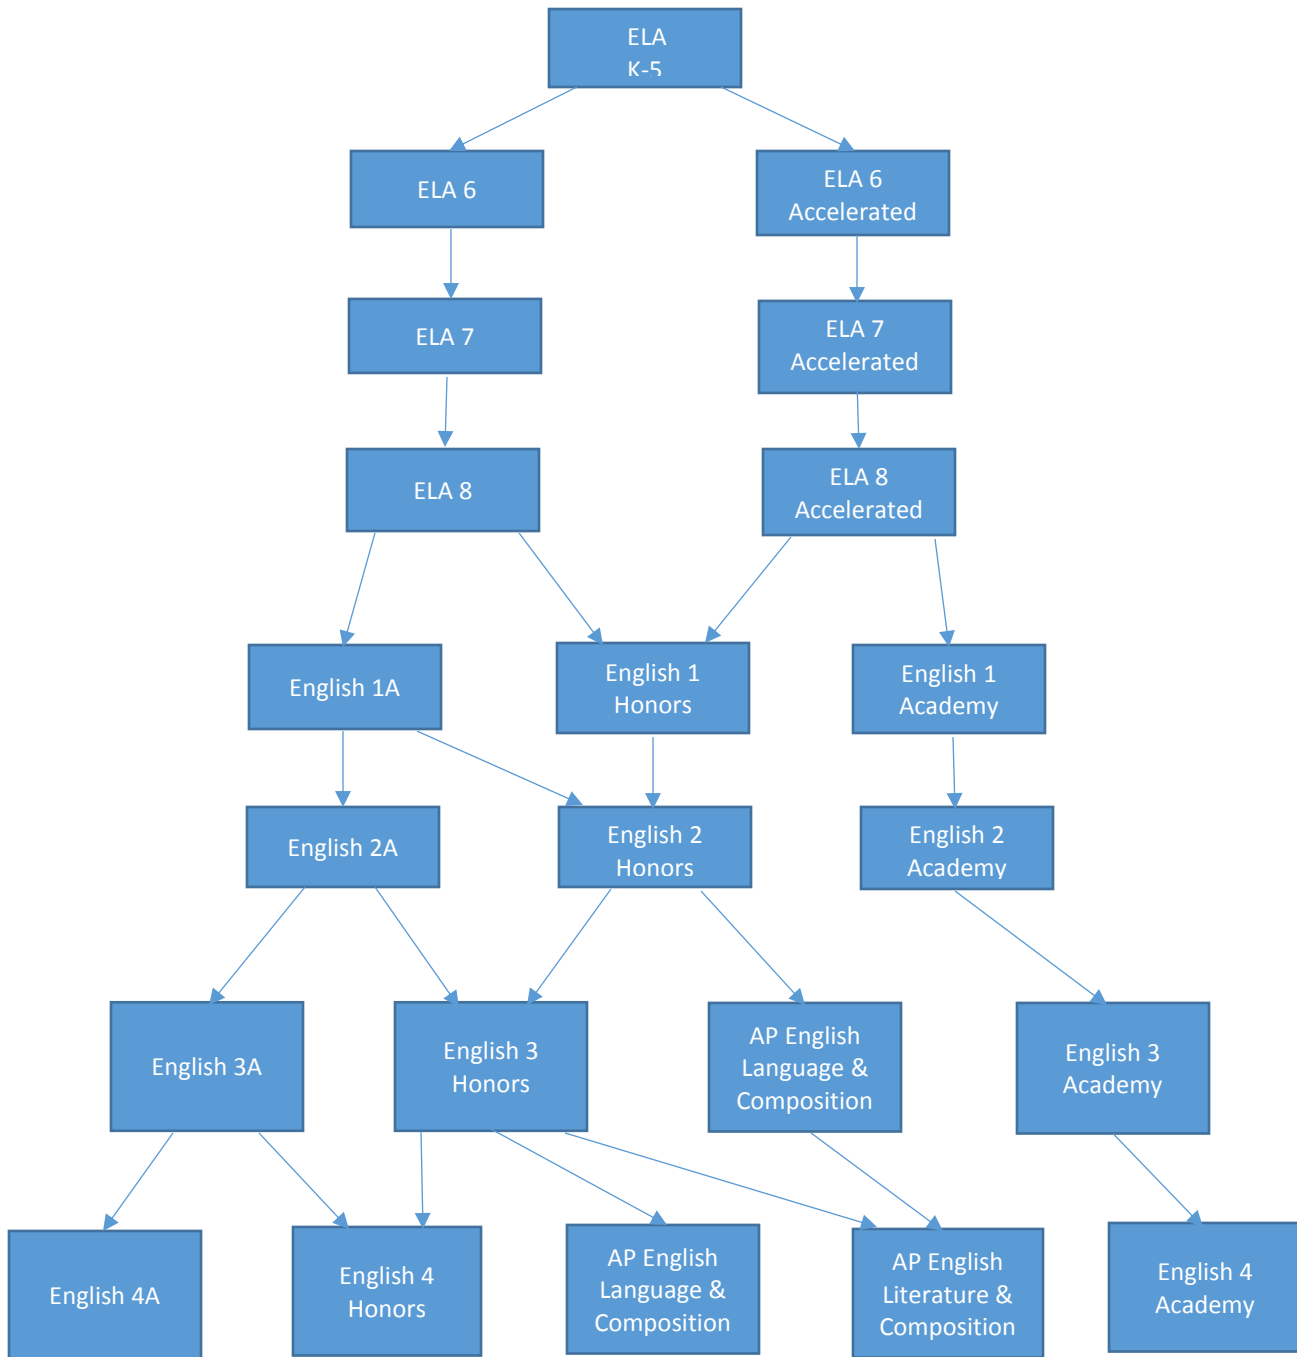 ELA
K-5
ELA 6
ELA 6
Accelerated
ELA 7
ELA 7
Accelerated
ELA 8
ELA 8
Accelerated
English 1A
English 1
Honors
English 1
Academy
English 2A
English 2
Honors
English 2
Academy
English 3A
English 3
Honors
AP English
Language &
Composition
English 3
Academy
English 4A
English 4
Honors
AP English
Language &
Composition
AP English
Literature &
Composition
English 4
Academy